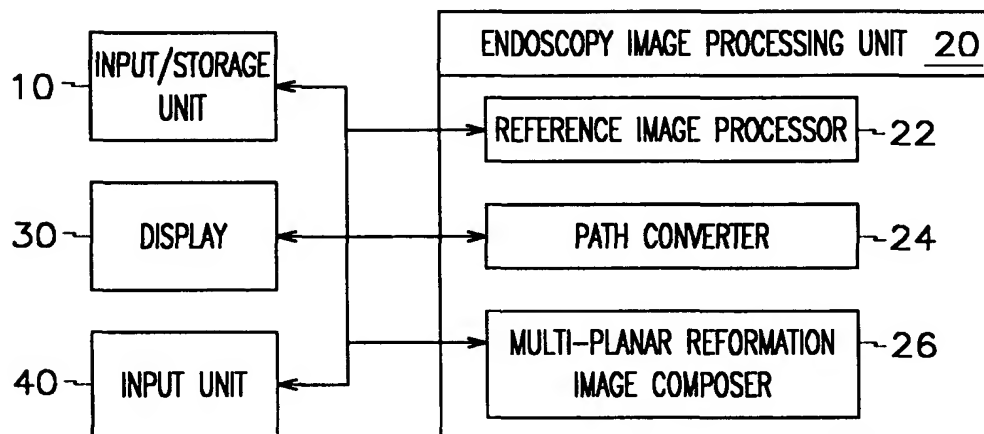 ENDOSCOPY IMAGE PROCESSING UNIT 20
10
INPUT/STORAGE
UNIT
REFERENCE IMAGE PROCESSOR
22
30
DISPLAY
PATH CONVERTER
24
40
INPUT UNIT
MULTI-PLANAR REFORMATION
IMAGE COMPOSER
26